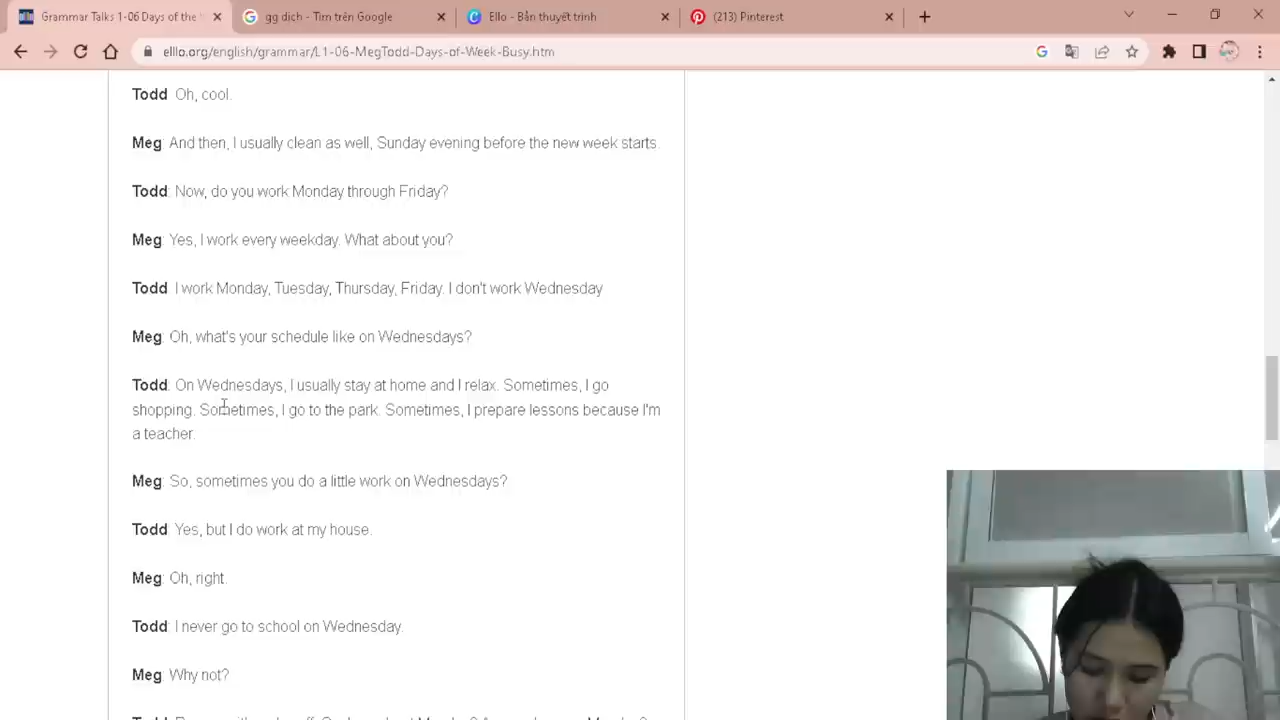 Grammar Talks 1-06 Days of the
gg dich - Tìm trên Google
Ello - Bản thuyết trình
(213) Pinterest
elllo.org/english/grammar/L1-06-MegTodd-Days-of-Week-Busy.htm
Todd Oh, cool.
Meg: And then, I usually clean as well, Sunday evening before the new week starts.
Todd: Now, do you work Monday through Friday?
Meg: Yes, I work every weekday. What about you?
Todd I work Monday, Tuesday, Thursday, Friday. I don't work Wednesday
Meg: Oh, what's your schedule like on Wednesdays?
Todd: On Wednesdays, I usually stay at home and I relax. Sometimes, I go
shopping. Sometimes, I go to the park. Sometimes, I prepare lessons because I'm
a teacher.
Meg: So, sometimes you do a little work on Wednesdays?
Todd: Yes, but I do work at my house.
Meg: Oh, right.
Todd: I never go to school on Wednesday.
Meg: Why not?